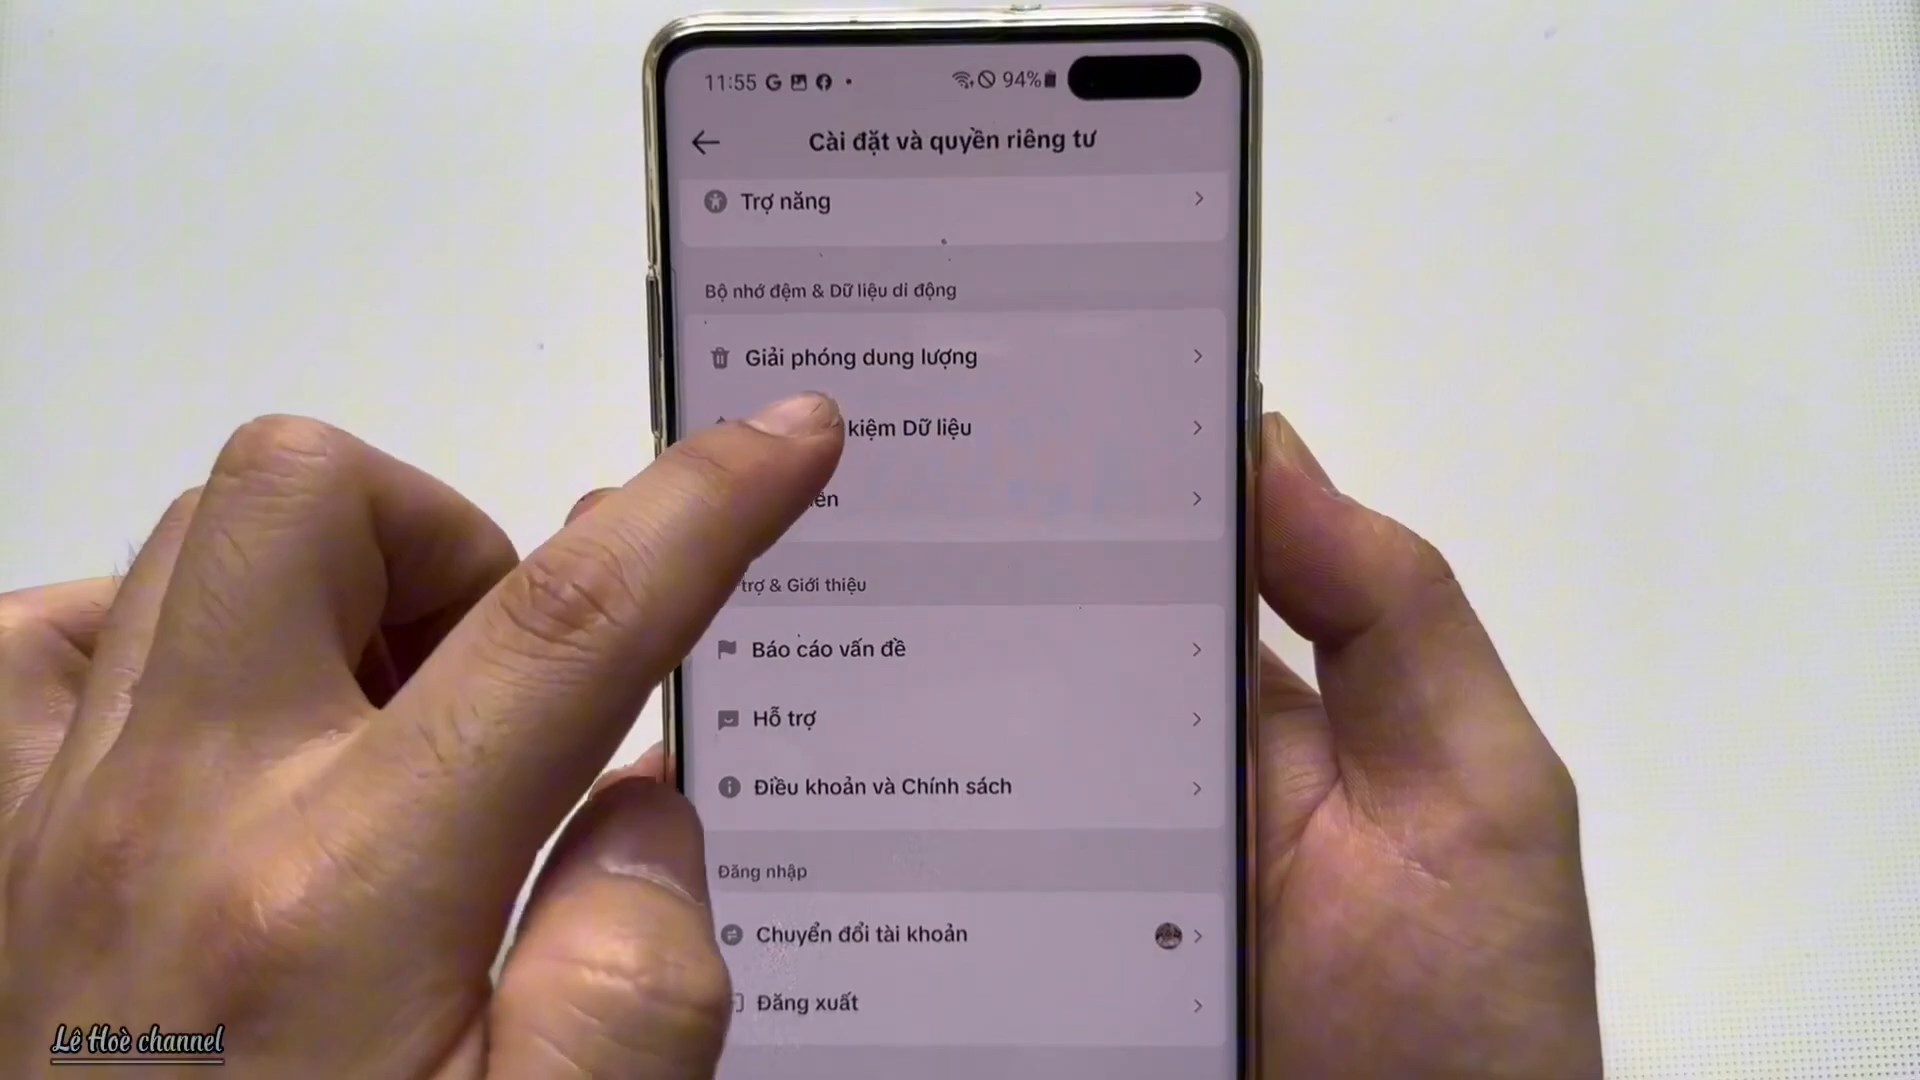 11:55
94%
Cài đặt và quyền riêng tư
Trợ năng
Bộ nhớ đệm & Dữ liệu di động
Giải phóng dung lượng
kiệm Dữ liệu
trợ & Giới thiệu
Báo cáo vấn đề
Hỗ trợ
Điều khoản và Chính sách
Đăng nhập
Chuyển đổi tài khoản
Đăng xuất
Lê Hoè channel